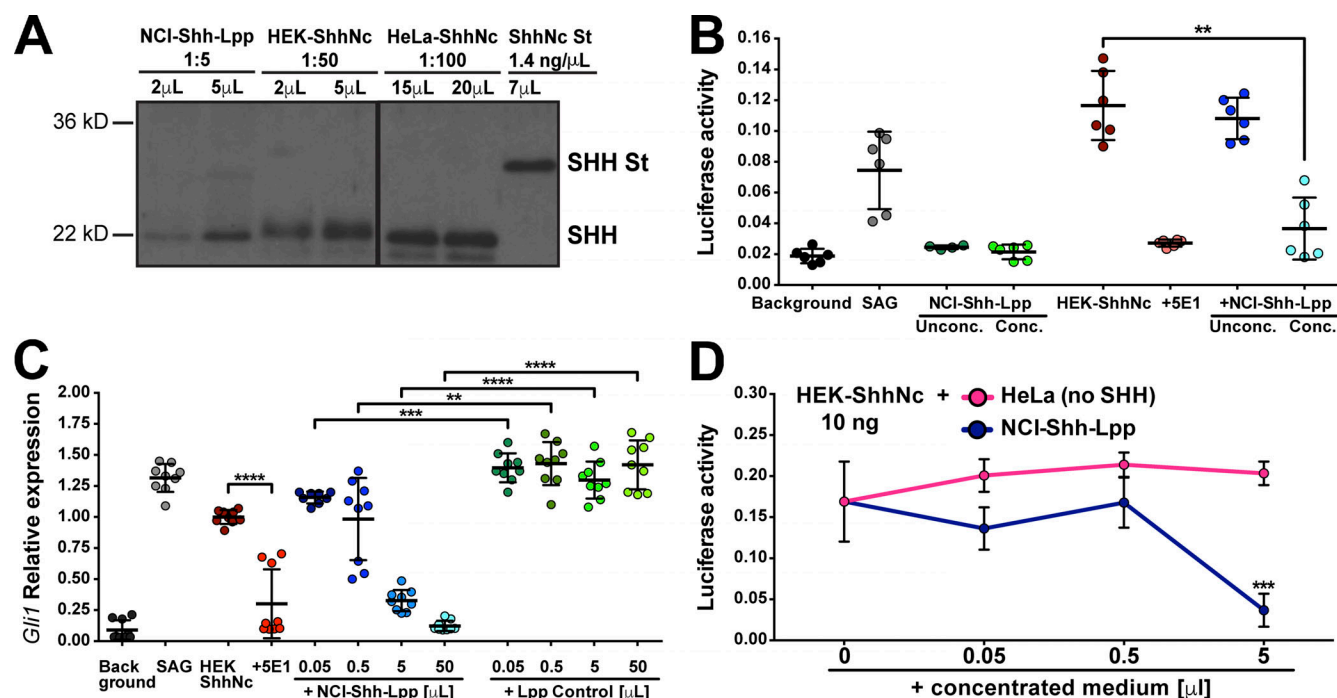 A
NCI-Shh-Lpp HEK-ShhNc HeLa-ShhNc ShhNc St
1:5 1:50 1:100 1.4 ng/µL
2µL 5µL 2µL 5µL 15µL 20µL 7µL
36 kD
SHH St
22 kD
SHH
B
**
Luciferase activity
0.16
0.14
0.12
0.10
0.08
0.06
0.04
0.02
0.00
Background SAG NCI-Shh-Lpp HEK-ShhNc +5E1 +NCI-Shh-Lpp
Unconc. Conc. Unconc. Conc.
C
****
****
**
***
****
Gli1 Relative expression
2.00
1.75
1.50
1.25
1.00
0.75
0.50
0.25
0.00
Back SAG HEK +5E1 0.05 0.5 5 50 0.05 0.5 5 50
ground ShhNc + NCI-Shh-Lpp [µL] + Lpp Control [µL]
D
HEK-ShhNc + HeLa (no SHH)
10 ng NCI-Shh-Lpp
Luciferase activity
0.30
0.25
0.20
0.15
0.10
0.05
0.00
***
0 0.05 0.5 5
+ concentrated medium [µl]